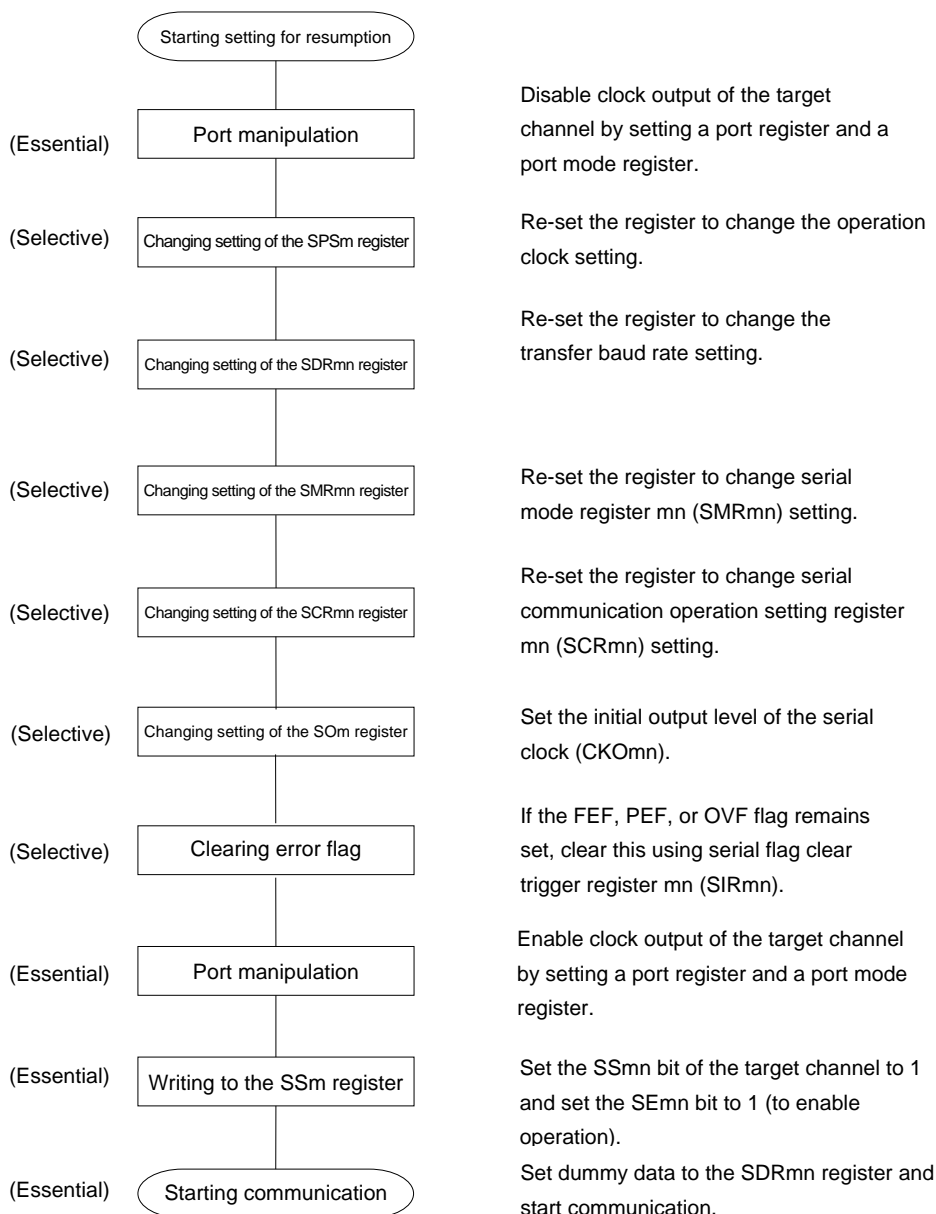 Starting setting for resumption
(Essential)
Port manipulation
Disable clock output of the target
channel by setting a port register and a
port mode register.
(Selective)
Changing setting of the SPSm register
Re-set the register to change the operation
clock setting.
(Selective)
Changing setting of the SDRmn register
Re-set the register to change the
transfer baud rate setting.
(Selective)
Changing setting of the SMRmn register
Re-set the register to change serial
mode register mn (SMRmn) setting.
(Selective)
Changing setting of the SCRmn register
Re-set the register to change serial
communication operation setting register
mn (SCRmn) setting.
(Selective)
Changing setting of the SOm register
Set the initial output level of the serial
clock (CKOmn).
(Selective)
Clearing error flag
If the FEF, PEF, or OVF flag remains
set, clear this using serial flag clear
trigger register mn (SIRmn).
(Essential)
Port manipulation
Enable clock output of the target channel
by setting a port register and a port mode
register.
(Essential)
Writing to the SSm register
Set the SSmn bit of the target channel to 1
and set the SEmn bit to 1 (to enable
operation).
(Essential)
Starting communication
Set dummy data to the SDRmn register and
start communication.